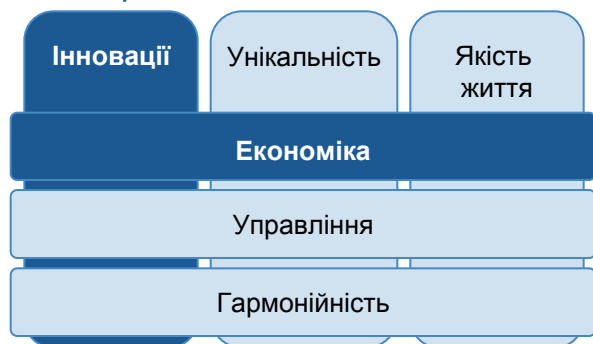 Інновації
Унікальність
Якість
життя
Економіка
Управління
Гармонійність